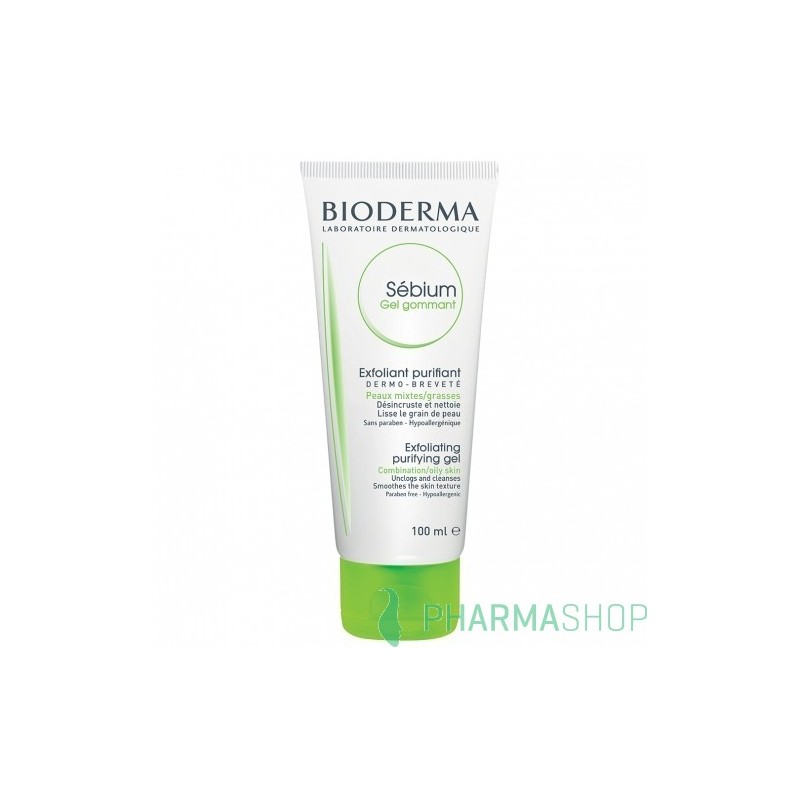 BIODERMA
LABORATOIRE DERMATOLOGIQUE
Sébium
Gel gommant
Exfoliant purifiant
DERMO-BREVETÉ
Peaux mixtes/grasses
Désincruste et nettoie
Lisse le grain de peau
Sans paraben - Hypoallergénique
Exfoliating
purifying gel
Combination/oily skin
Unclogs and cleanses
Smoothes the skin texture
Paraben free - Hypoallergenic
100 ml ℮
PHARMASHOP